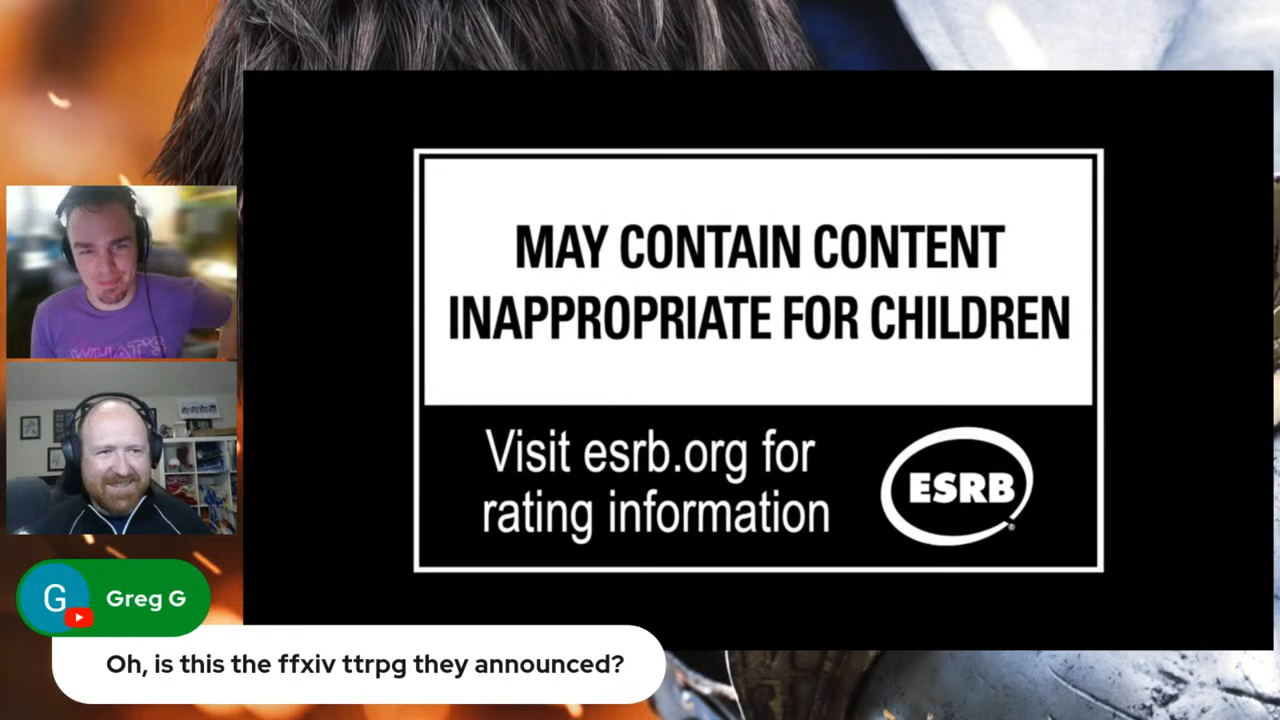 MAY CONTAIN CONTENT
INAPPROPRIATE FOR CHILDREN
Visit esrb.org for
rating information
ESRB
WHAT'S
G
Greg G
Oh, is this the ffxiv ttrpg they announced?